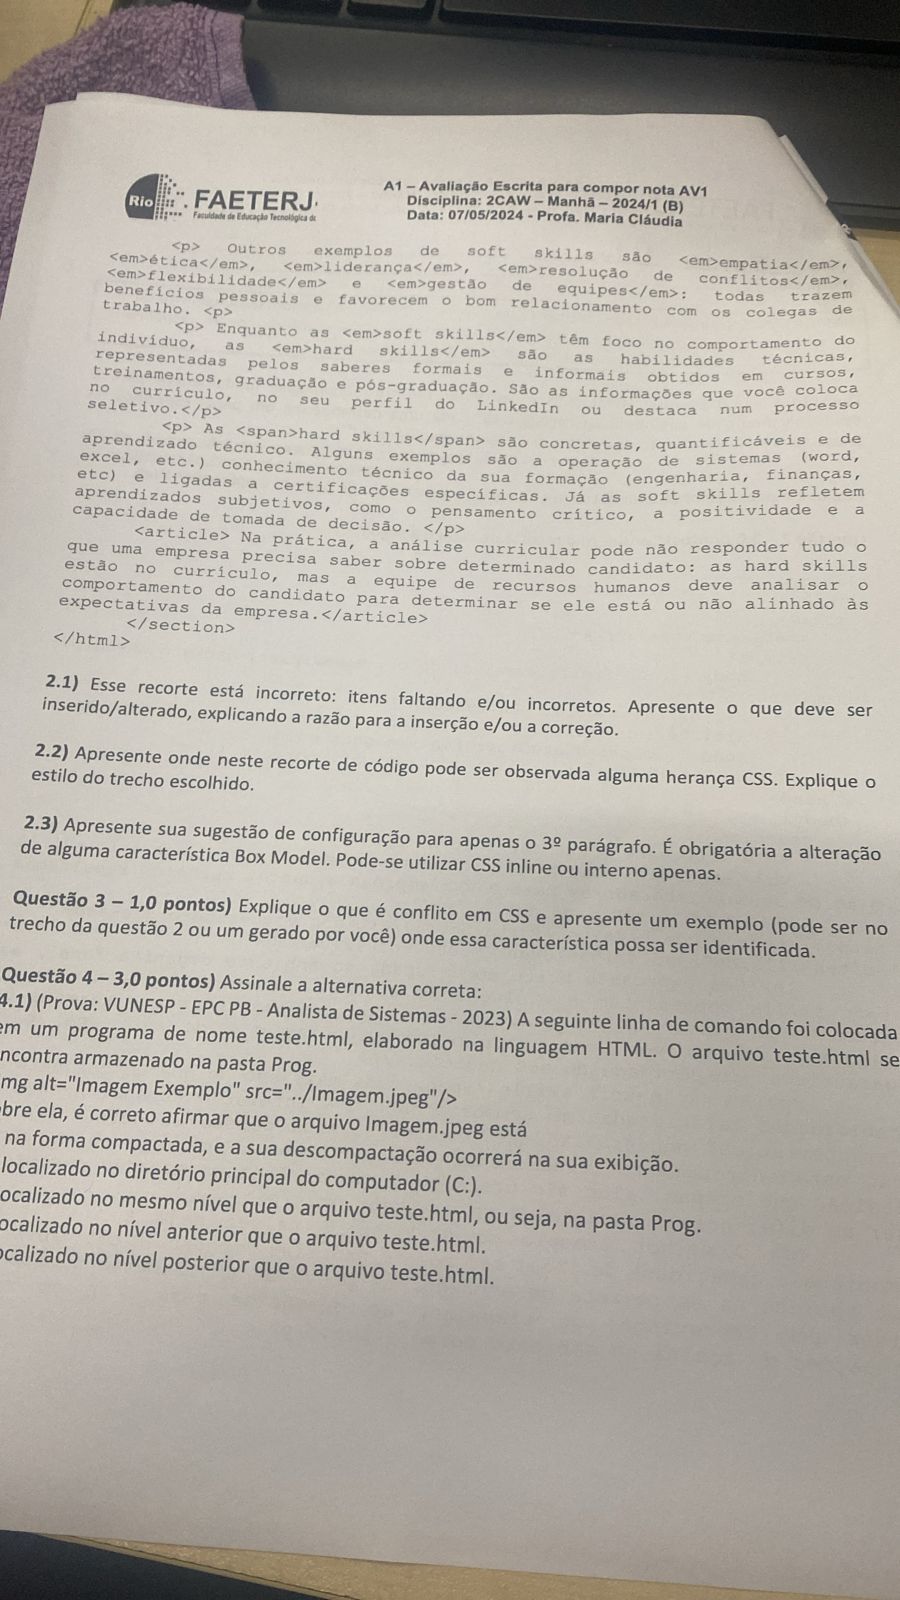 Rio FAETERJ
Faculdade de Educação Tecnológica do
A1 – Avaliação Escrita para compor nota AV1
Disciplina: 2CAW – Manhã – 2024/1 (B)
Data: 07/05/2024 - Profa. Maria Cláudia
<p> Outros exemplos de soft skills são <em>empatia</em>,
<em>ética</em>, <em>liderança</em>, <em>resolução de conflitos</em>,
<em>flexibilidade</em> e <em>gestão de equipes</em>: todas trazem
benefícios pessoais e favorecem o bom relacionamento com os colegas de
trabalho. <p>
<p> Enquanto as <em>soft skills</em> têm foco no comportamento do
indivíduo, as <em>hard skills</em> são as habilidades técnicas,
representadas pelos saberes formais e informais obtidos em cursos,
treinamentos, graduação e pós-graduação. São as informações que você coloca
no currículo, no seu perfil do LinkedIn ou destaca num processo
seletivo.</p>
<p> As <span>hard skills</span> são concretas, quantificáveis e de
aprendizado técnico. Alguns exemplos são a operação de sistemas (word,
excel, etc.) conhecimento técnico da sua formação (engenharia, finanças,
etc) e ligadas a certificações específicas. Já as soft skills refletem
aprendizados subjetivos, como o pensamento crítico, a positividade e a
capacidade de tomada de decisão. </p>
<article> Na prática, a análise curricular pode não responder tudo o
que uma empresa precisa saber sobre determinado candidato: as hard skills
estão no currículo, mas a equipe de recursos humanos deve analisar o
comportamento do candidato para determinar se ele está ou não alinhado às
expectativas da empresa.</article>
</section>
</html>
2.1) Esse recorte está incorreto: itens faltando e/ou incorretos. Apresente o que deve ser
inserido/alterado, explicando a razão para a inserção e/ou a correção.
2.2) Apresente onde neste recorte de código pode ser observada alguma herança CSS. Explique o
estilo do trecho escolhido.
2.3) Apresente sua sugestão de configuração para apenas o 3º parágrafo. É obrigatória a alteração
de alguma característica Box Model. Pode-se utilizar CSS inline ou interno apenas.
Questão 3 – 1,0 pontos) Explique o que é conflito em CSS e apresente um exemplo (pode ser no
trecho da questão 2 ou um gerado por você) onde essa característica possa ser identificada.
Questão 4 – 3,0 pontos) Assinale a alternativa correta:
4.1) (Prova: VUNESP - EPC PB - Analista de Sistemas - 2023) A seguinte linha de comando foi colocada
em um programa de nome teste.html, elaborado na linguagem HTML. O arquivo teste.html se
ncontra armazenado na pasta Prog.
mg alt="Imagem Exemplo" src="../Imagem.jpeg"/>
bre ela, é correto afirmar que o arquivo Imagem.jpeg está
na forma compactada, e a sua descompactação ocorrerá na sua exibição.
localizado no diretório principal do computador (C:).
ocalizado no mesmo nível que o arquivo teste.html, ou seja, na pasta Prog.
ocalizado no nível anterior que o arquivo teste.html.
ocalizado no nível posterior que o arquivo teste.html.